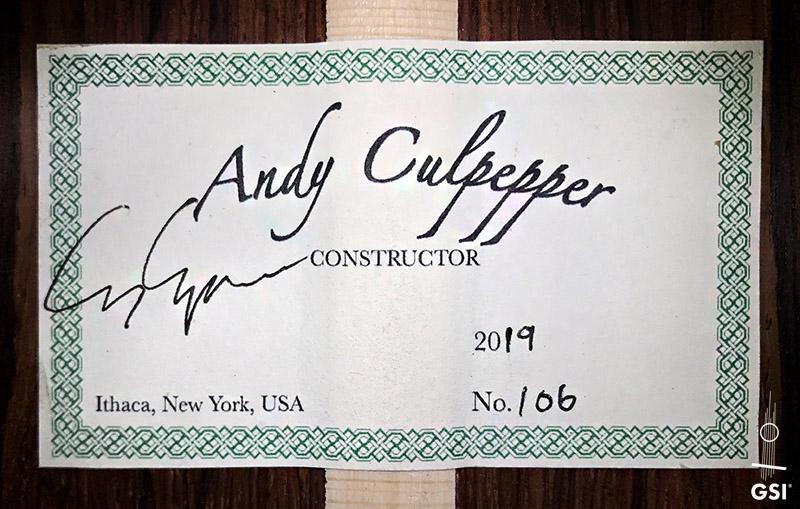 Andy Culpepper
CONSTRUCTOR
2019
Ithaca, New York, USA
No. 106
GSI